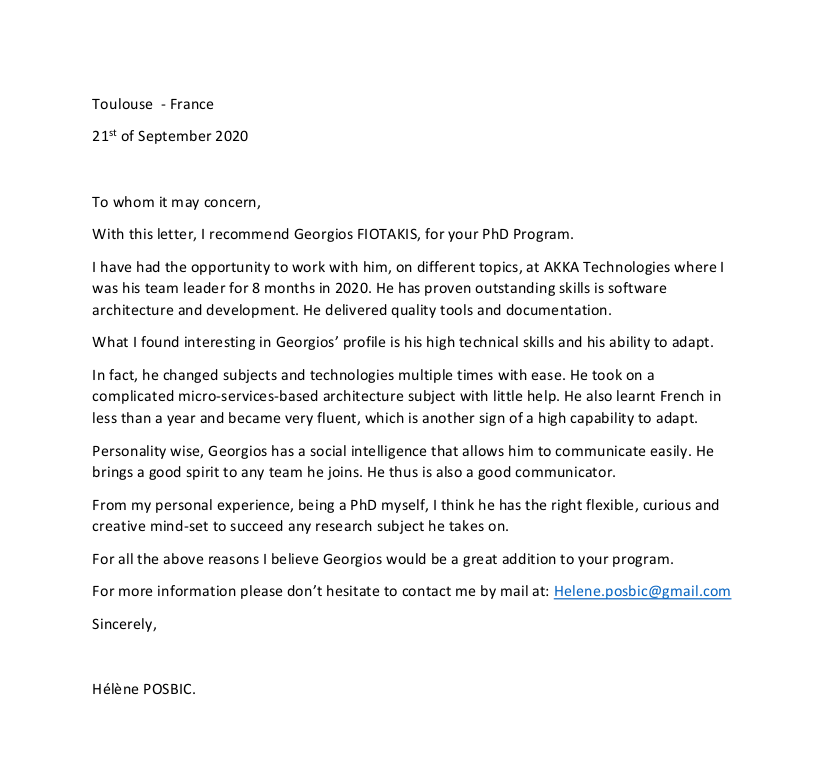 Toulouse  - France
21st of September 2020
To whom it may concern,
With this letter, I recommend Georgios FIOTAKIS, for your PhD Program.
I have had the opportunity to work with him, on different topics, at AKKA Technologies where I
was his team leader for 8 months in 2020. He has proven outstanding skills is software
architecture and development. He delivered quality tools and documentation.
What I found interesting in Georgios’ profile is his high technical skills and his ability to adapt.
In fact, he changed subjects and technologies multiple times with ease. He took on a
complicated micro-services-based architecture subject with little help. He also learnt French in
less than a year and became very fluent, which is another sign of a high capability to adapt.
Personality wise, Georgios has a social intelligence that allows him to communicate easily. He
brings a good spirit to any team he joins. He thus is also a good communicator.
From my personal experience, being a PhD myself, I think he has the right flexible, curious and
creative mind-set to succeed any research subject he takes on.
For all the above reasons I believe Georgios would be a great addition to your program.
For more information please don’t hesitate to contact me by mail at: Helene.posbic@gmail.com
Sincerely,
Hélène POSBIC.